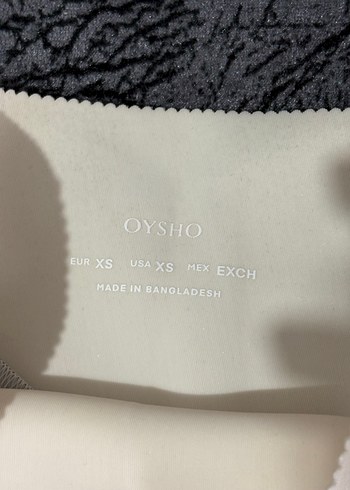 OYSHO
EUR XS USA XS MEX EXCH
MADE IN BANGLADESH